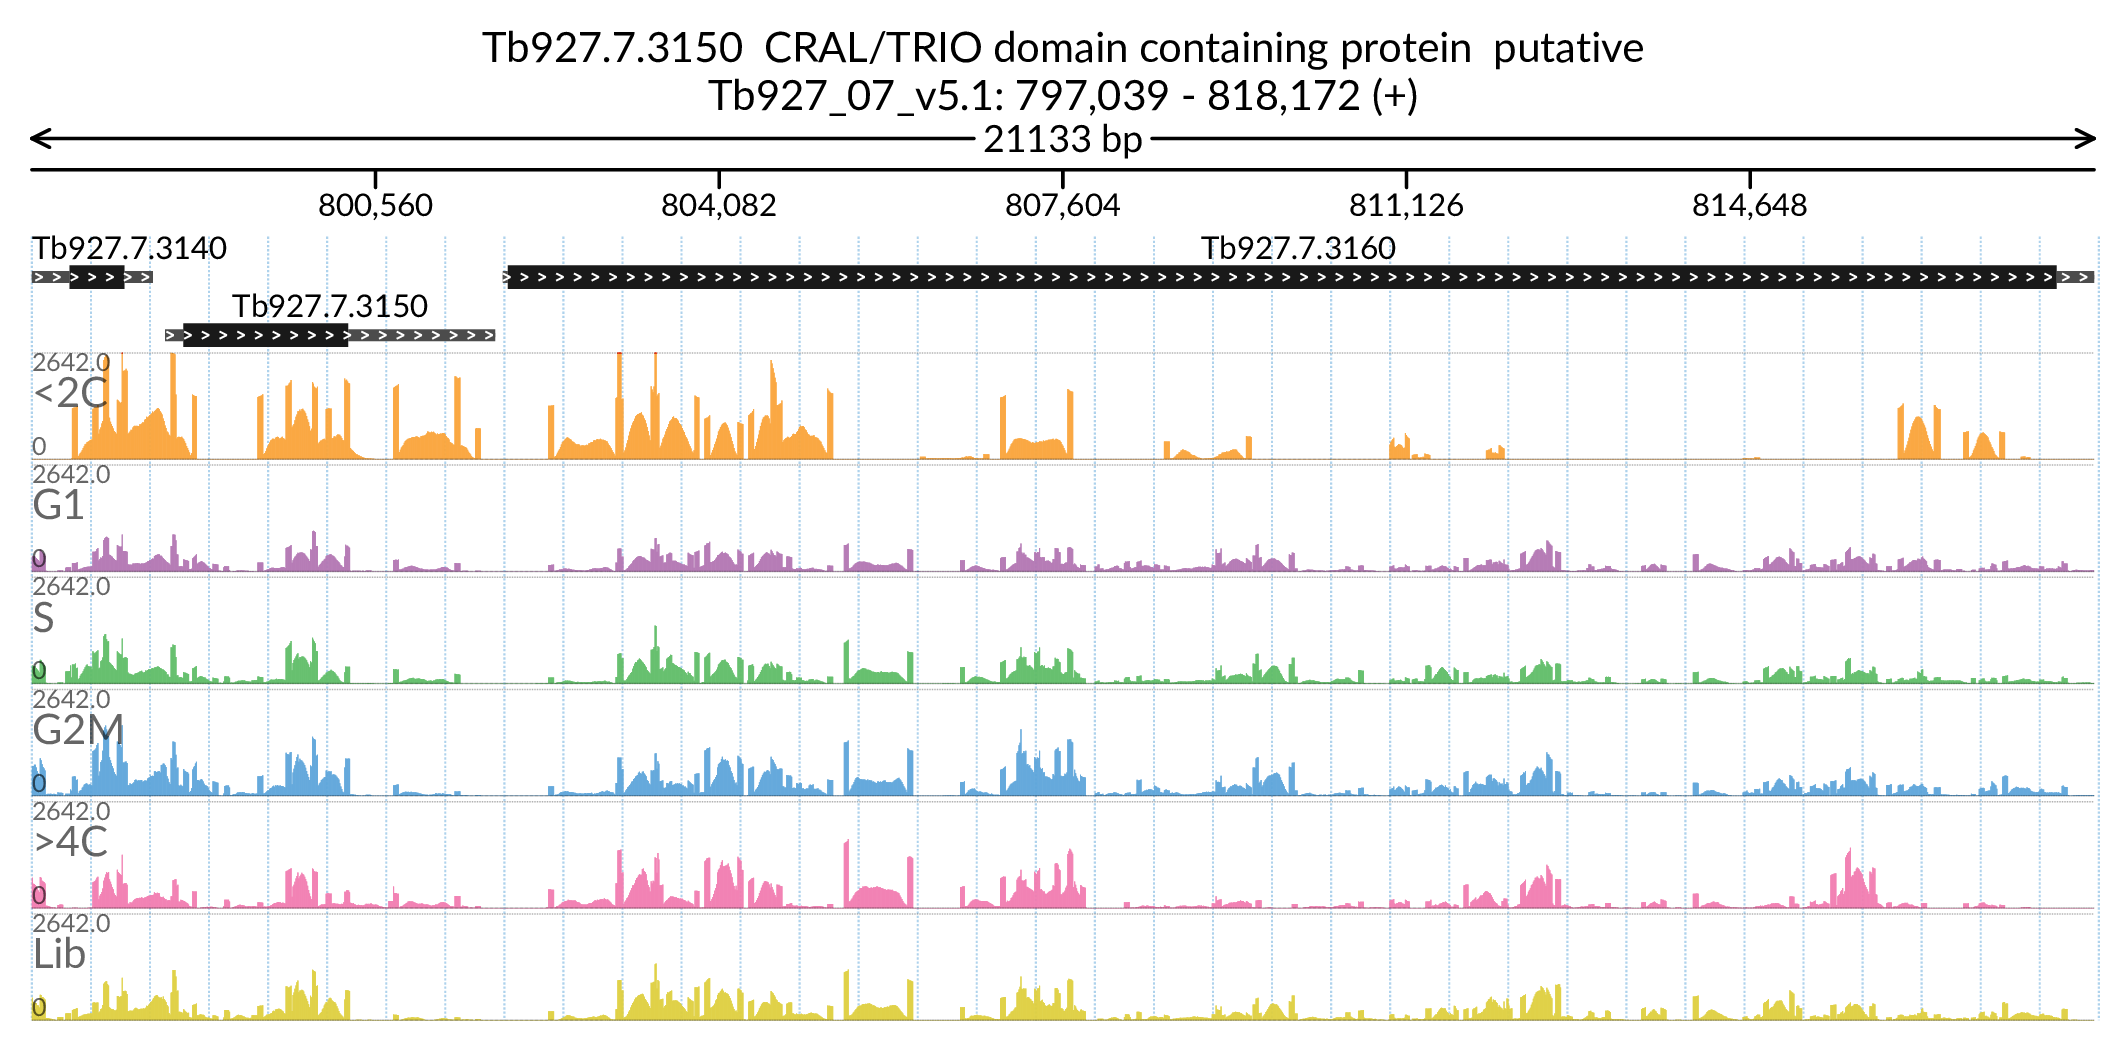 Tb927.7.3150  CRAL/TRIO domain containing protein  putative
Tb927_07_v5.1: 797,039 - 818,172 (+)
21133 bp
800,560 804,082 807,604 811,126 814,648
Tb927.7.3140 Tb927.7.3160
Tb927.7.3150
2642.0
<2C
0
2642.0
G1
0
2642.0
S
0
2642.0
G2M
0
2642.0
>4C
0
2642.0
Lib
0